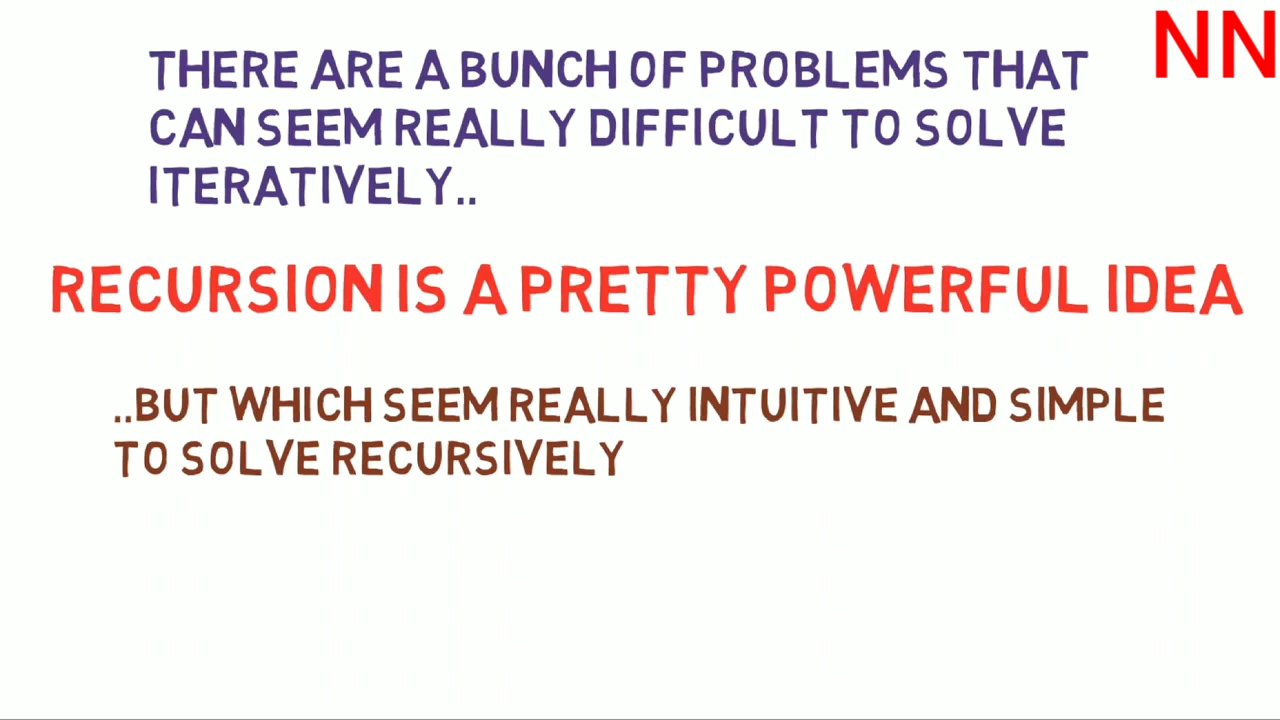 NN
THERE ARE A BUNCH OF PROBLEMS THAT
CAN SEEM REALLY DIFFICULT TO SOLVE
ITERATIVELY..
RECURSION IS A PRETTY POWERFUL IDEA
..BUT WHICH SEEM REALLY INTUITIVE AND SIMPLE
TO SOLVE RECURSIVELY